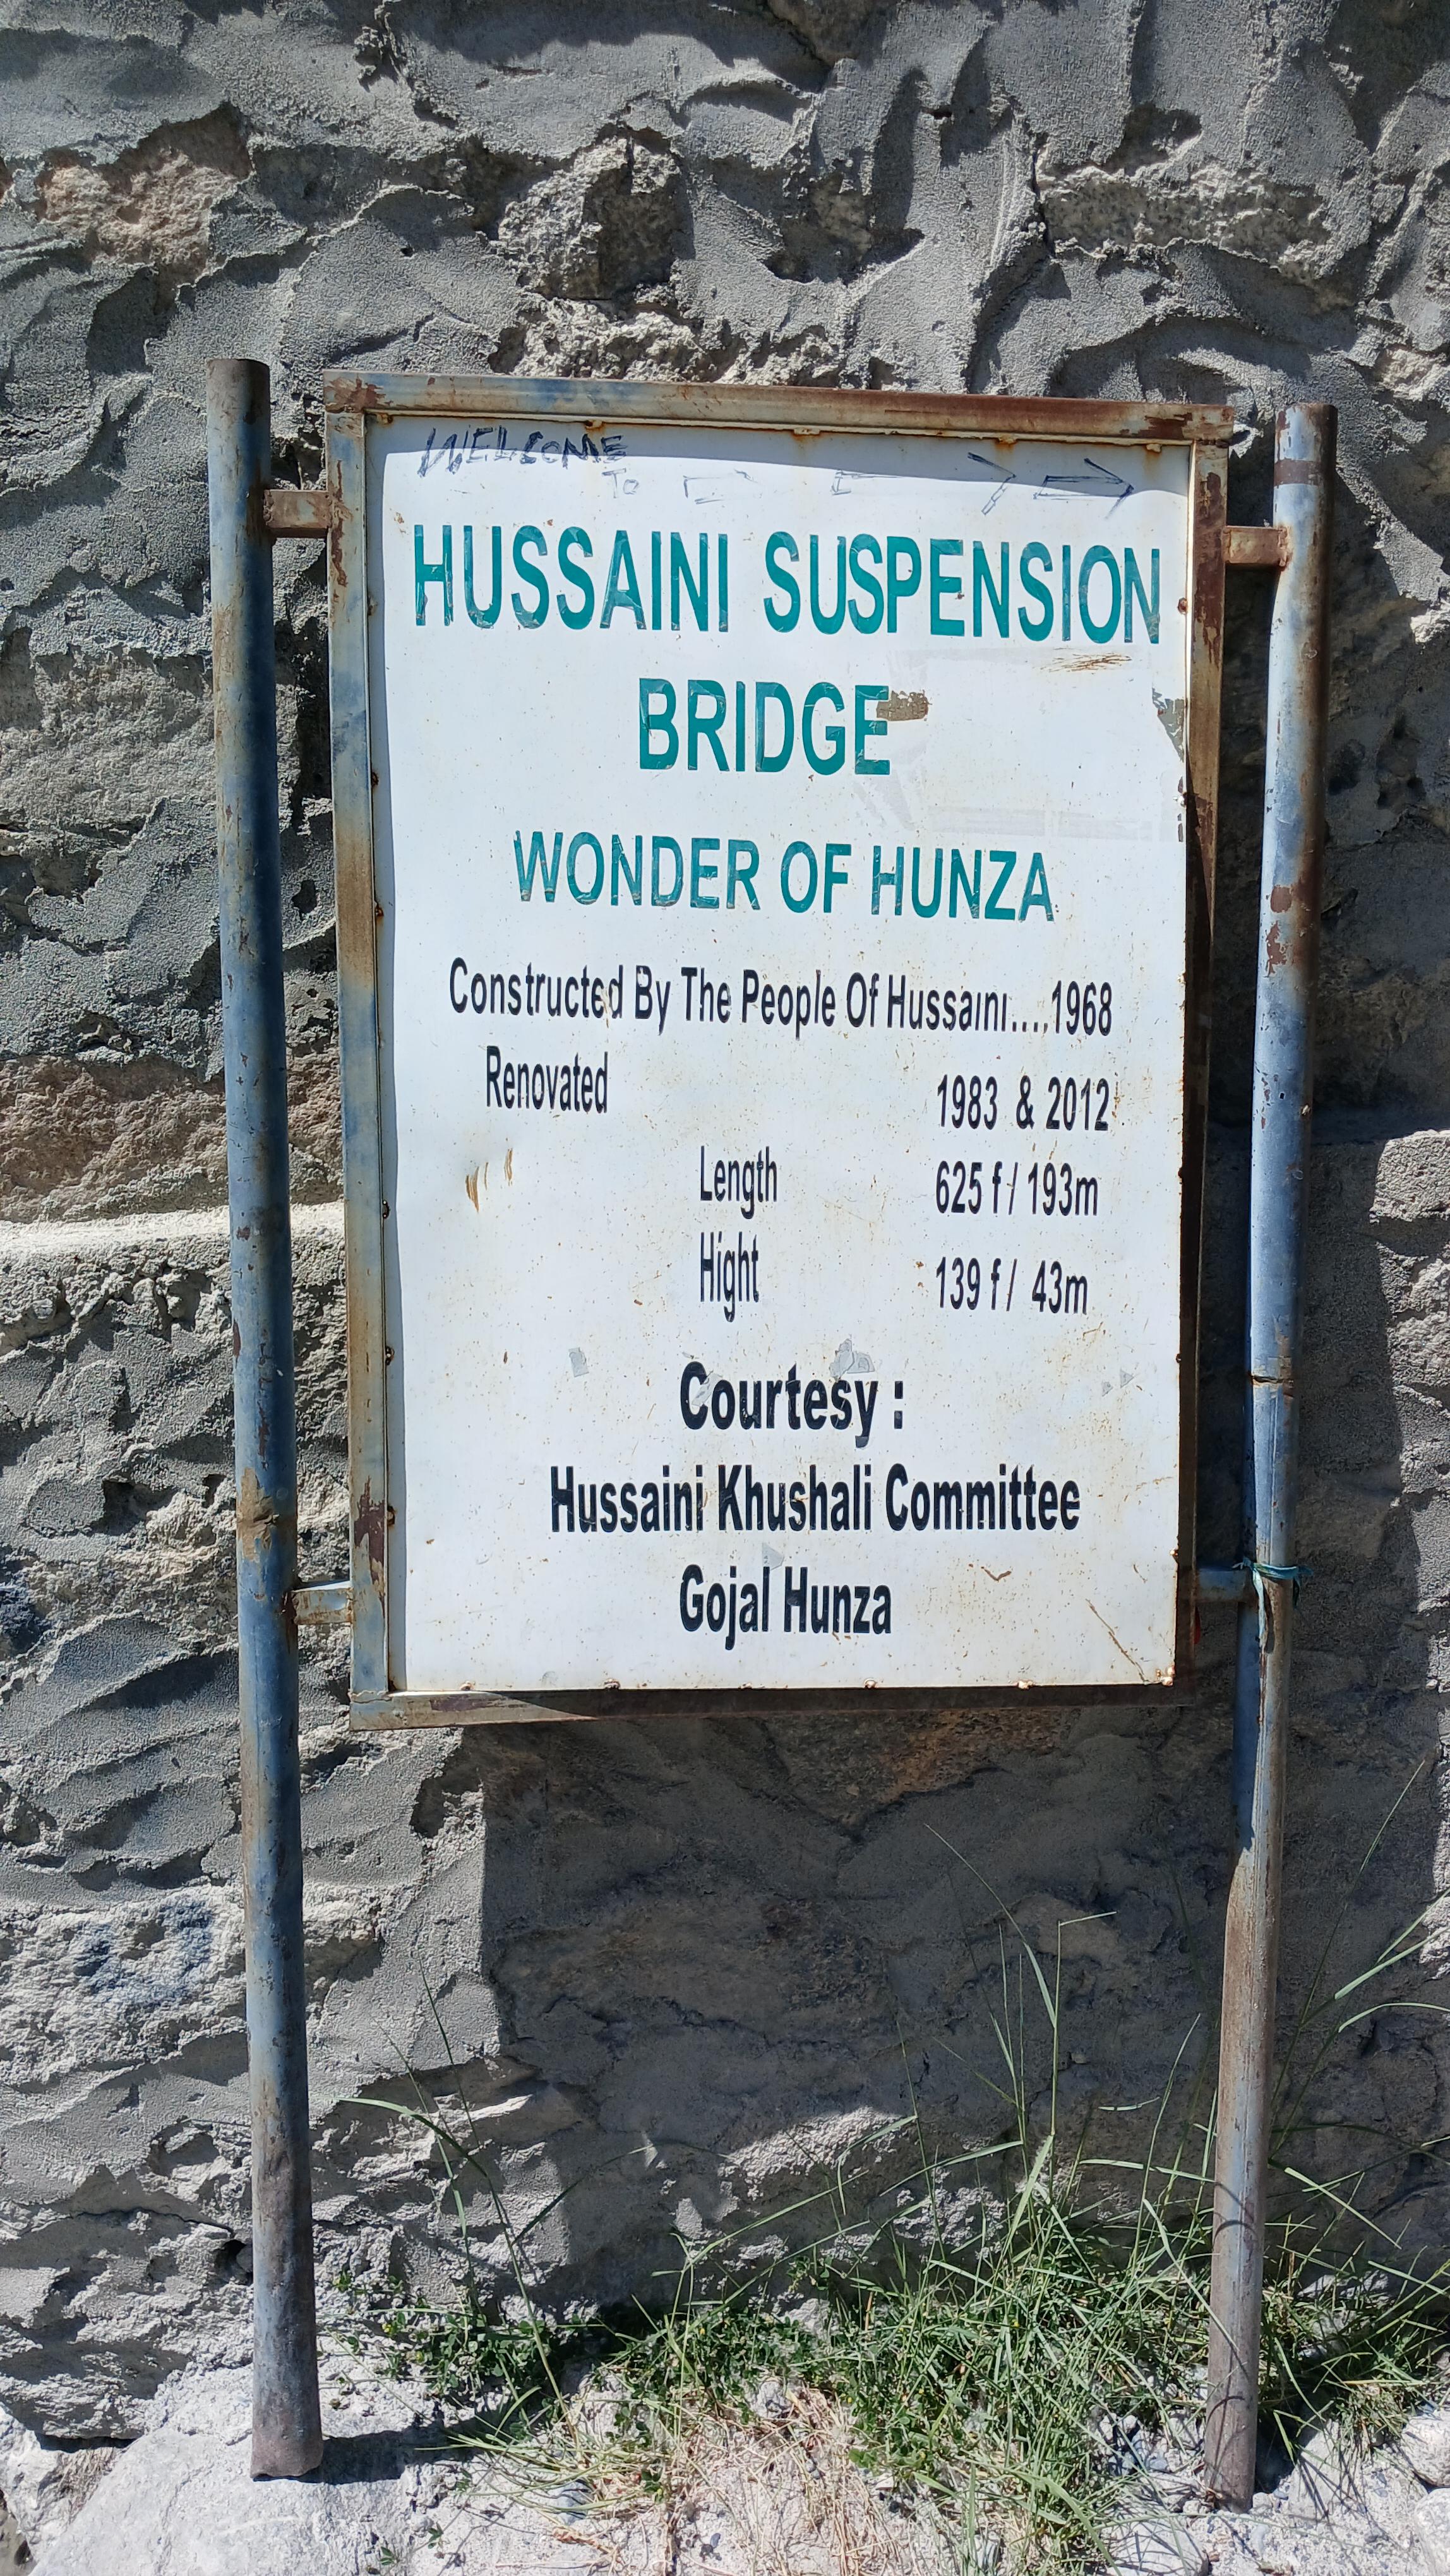 WELCOME
To
HUSSAINI SUSPENSION
BRIDGE
WONDER OF HUNZA
Constructed By The People Of Hussaini....1968
Renovated 1983 & 2012
Length 625 f / 193m
Hight 139 f / 43m
Courtesy :
Hussaini Khushali Committee
Gojal Hunza